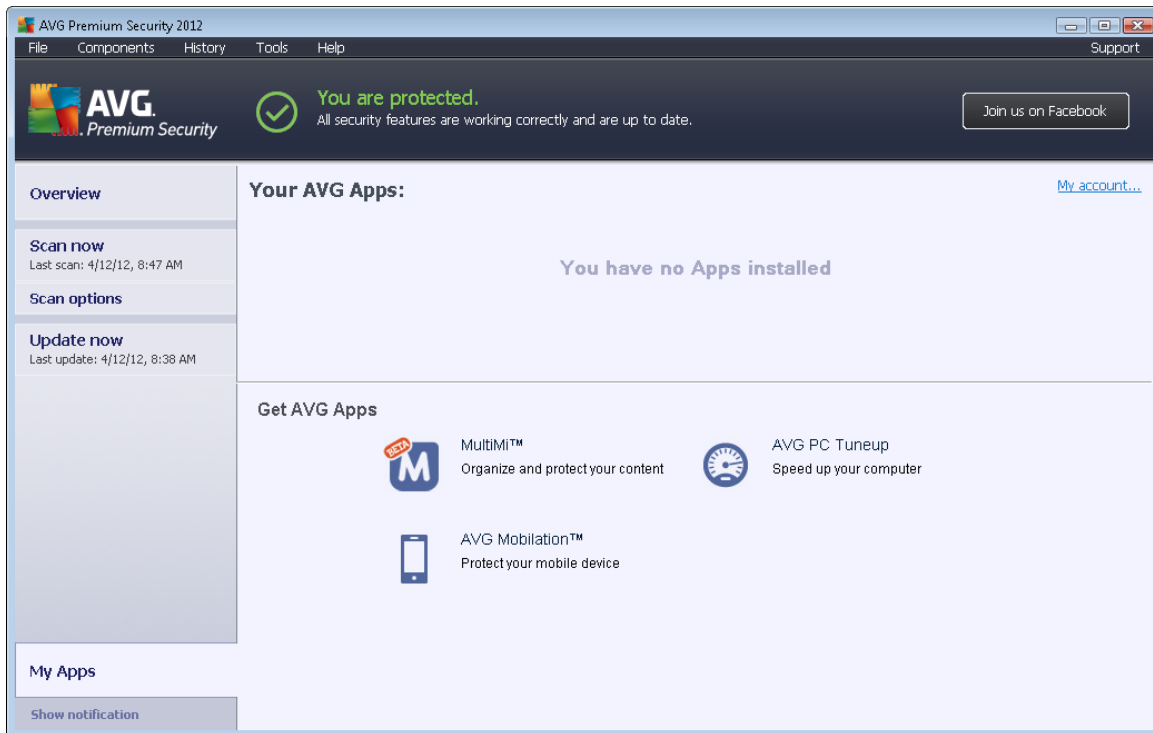 AVG Premium Security 2012
File Components History Tools Help Support
AVG.
Premium Security
You are protected.
All security features are working correctly and are up to date.
Join us on Facebook
Overview
Scan now
Last scan: 4/12/12, 8:47 AM
Scan options
Update now
Last update: 4/12/12, 8:38 AM
My Apps
Show notification
Your AVG Apps:
My account...
You have no Apps installed
Get AVG Apps
BETA
M
MultiMi™
Organize and protect your content
AVG PC Tuneup
Speed up your computer
AVG Mobilation™
Protect your mobile device